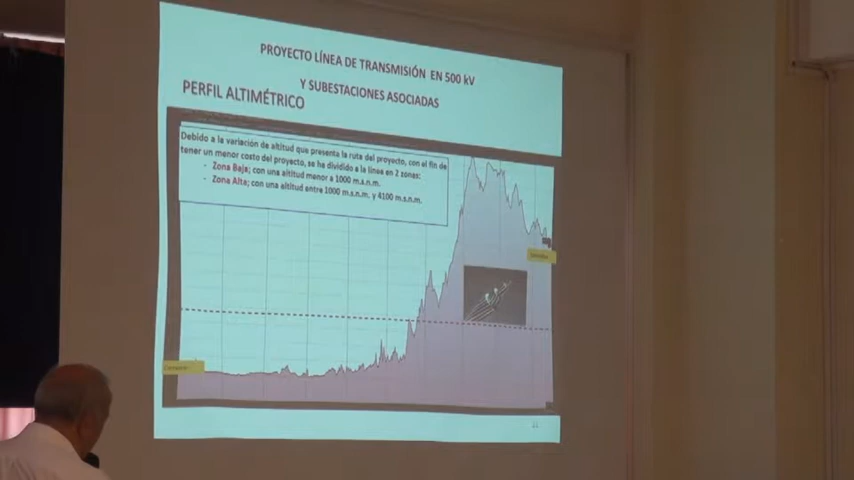 PROYECTO LÍNEA DE TRANSMISIÓN EN 500 kV
Y SUBESTACIONES ASOCIADAS
PERFIL ALTIMÉTRICO
Debido a la variación de altitud que presenta la ruta del proyecto, con el fin de
tener un menor costo del proyecto, se ha dividido a la línea en 2 zonas:
- Zona Baja; con una altitud menor a 1000 m.s.n.m.
- Zona Alta; con una altitud entre 1000 m.s.n.m. y 4100 m.s.n.m.